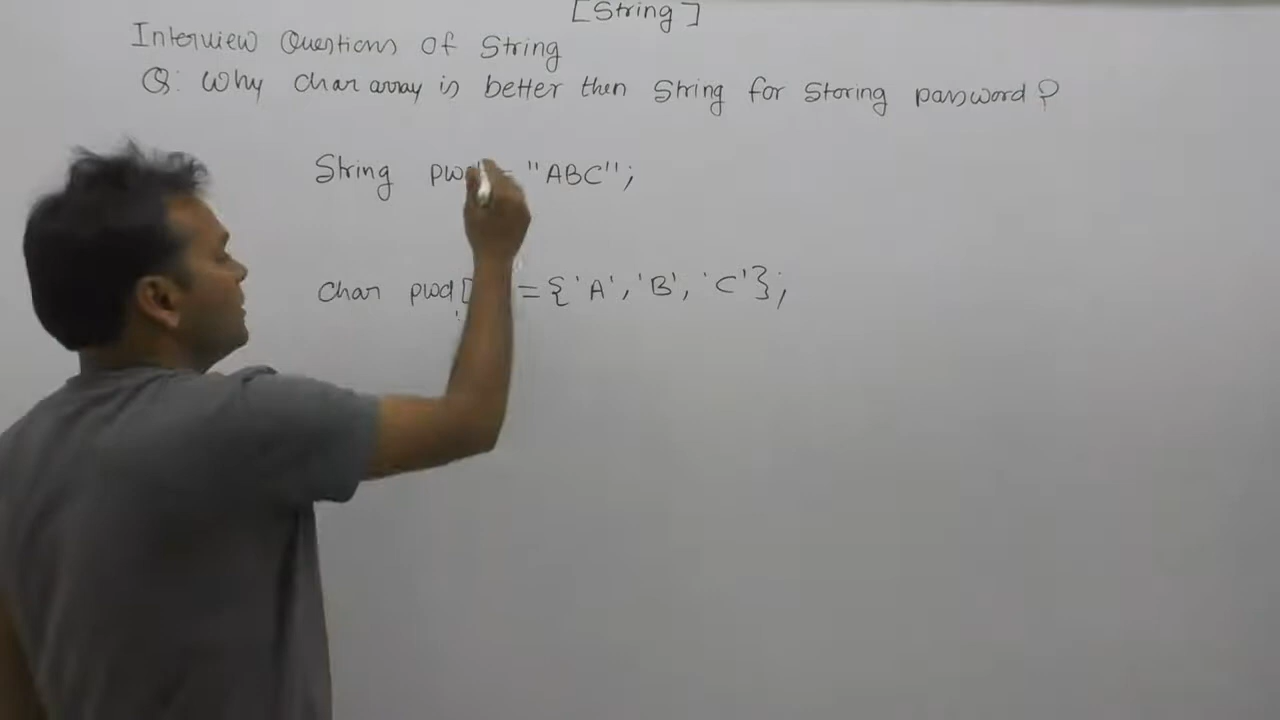 [String]
Interview Questions of String
Q: Why char array is better then String for storing password?
String "ABC";
char pwd[ = {'A', 'B', 'C'};